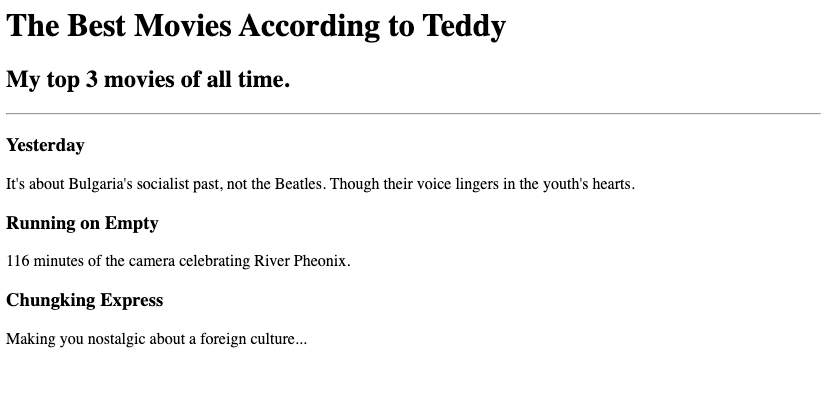 The Best Movies According to Teddy
My top 3 movies of all time.
Yesterday
It's about Bulgaria's socialist past, not the Beatles. Though their voice lingers in the youth's hearts.
Running on Empty
116 minutes of the camera celebrating River Pheonix.
Chungking Express
Making you nostalgic about a foreign culture...